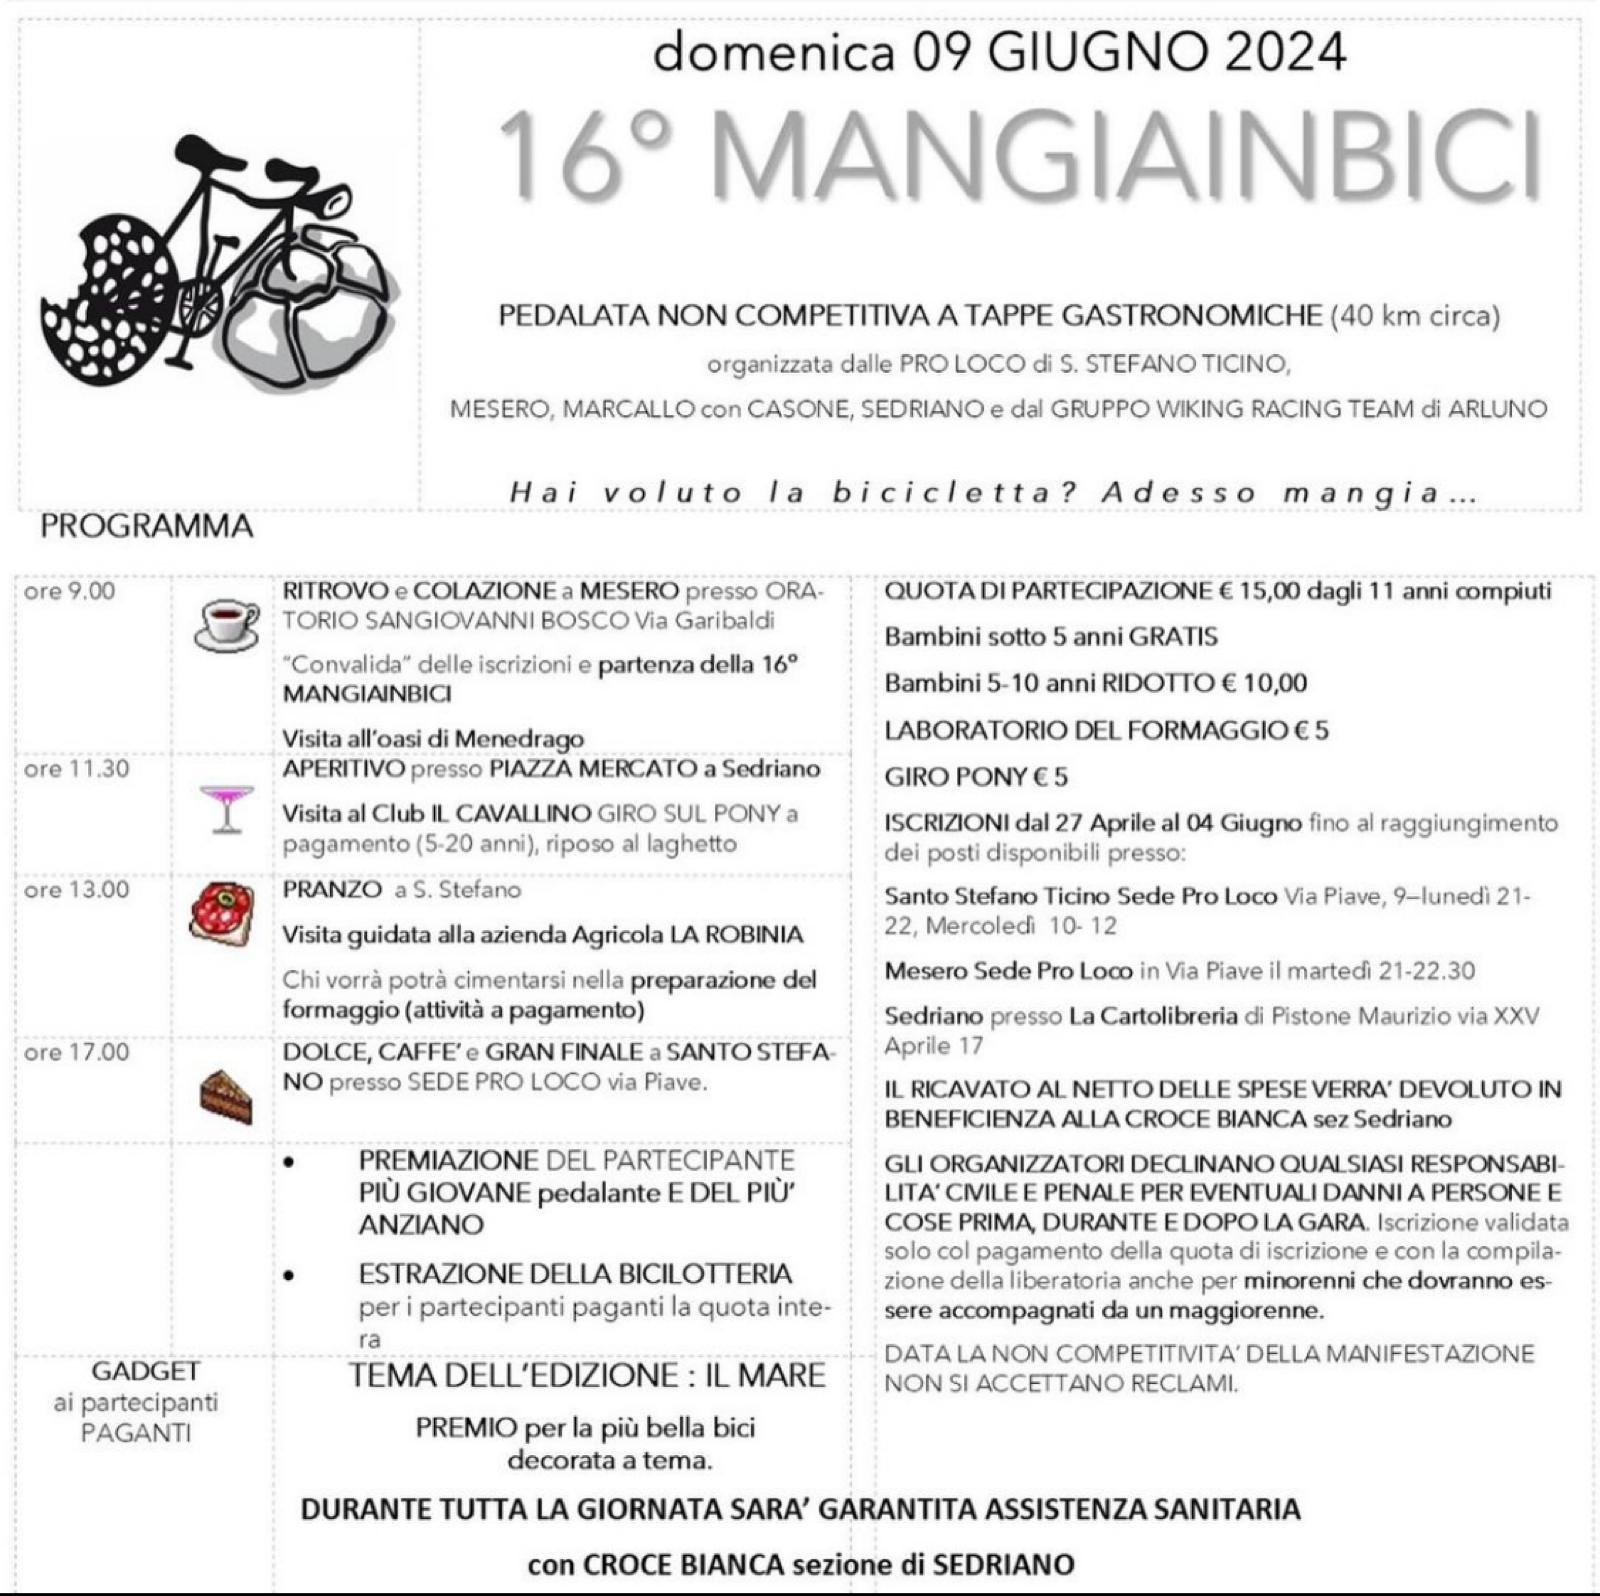 domenica 09 GIUGNO 2024
16° MANGIAINBICI
PEDALATA NON COMPETITIVA A TAPPE GASTRONOMICHE (40 km circa)
organizzata dalle PRO LOCO di S. STEFANO TICINO,
MESERO, MARCALLO con CASONE, SEDRIANO e dal GRUPPO WIKING RACING TEAM di ARLUNO
Hai voluto la bicicletta? Adesso mangia...
PROGRAMMA
ore 9.00
RITROVO e COLAZIONE a MESERO presso ORA-
TORIO SANGIOVANNI BOSCO Via Garibaldi
“Convalida” delle iscrizioni e partenza della 16°
MANGIAINBICI
Visita all’oasi di Menedrago
ore 11.30
APERITIVO presso PIAZZA MERCATO a Sedriano
Visita al Club IL CAVALLINO GIRO SUL PONY a
pagamento (5-20 anni), riposo al laghetto
ore 13.00
PRANZO a S. Stefano
Visita guidata alla azienda Agricola LA ROBINIA
Chi vorrà potrà cimentarsi nella preparazione del
formaggio (attività a pagamento)
ore 17.00
DOLCE, CAFFE’ e GRAN FINALE a SANTO STEFA-
NO presso SEDE PRO LOCO via Piave.
• PREMIAZIONE DEL PARTECIPANTE
PIÙ GIOVANE pedalante E DEL PIÙ’
ANZIANO
• ESTRAZIONE DELLA BICILOTTERIA
per i partecipanti paganti la quota inte-
ra
GADGET
ai partecipanti
PAGANTI
TEMA DELL’EDIZIONE : IL MARE
PREMIO per la più bella bici
decorata a tema.
QUOTA DI PARTECIPAZIONE € 15,00 dagli 11 anni compiuti
Bambini sotto 5 anni GRATIS
Bambini 5-10 anni RIDOTTO € 10,00
LABORATORIO DEL FORMAGGIO € 5
GIRO PONY € 5
ISCRIZIONI dal 27 Aprile al 04 Giugno fino al raggiungimento
dei posti disponibili presso:
Santo Stefano Ticino Sede Pro Loco Via Piave, 9–lunedì 21-
22, Mercoledì 10- 12
Mesero Sede Pro Loco in Via Piave il martedì 21-22.30
Sedriano presso La Cartolibreria di Pistone Maurizio via XXV
Aprile 17
IL RICAVATO AL NETTO DELLE SPESE VERRA’ DEVOLUTO IN
BENEFICIENZA ALLA CROCE BIANCA sez Sedriano
GLI ORGANIZZATORI DECLINANO QUALSIASI RESPONSABI-
LITA’ CIVILE E PENALE PER EVENTUALI DANNI A PERSONE E
COSE PRIMA, DURANTE E DOPO LA GARA. Iscrizione validata
solo col pagamento della quota di iscrizione e con la compila-
zione della liberatoria anche per minorenni che dovranno es-
sere accompagnati da un maggiorenne.
DATA LA NON COMPETITIVITA’ DELLA MANIFESTAZIONE
NON SI ACCETTANO RECLAMI.
DURANTE TUTTA LA GIORNATA SARA’ GARANTITA ASSISTENZA SANITARIA
con CROCE BIANCA sezione di SEDRIANO